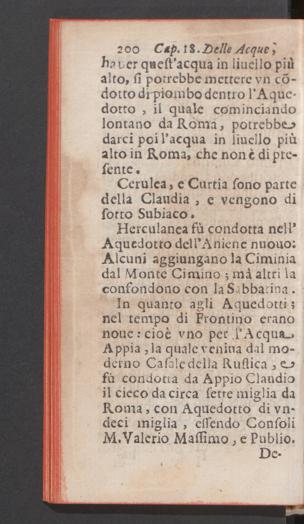 200 Cap. 18. Delle Acque,
hauer quest'acqua in liuello più
alto, si potrebbe mettere vn cõ-
dotto di piombo dentro l'Aque-
dotto, il quale cominciando
lontano da Roma, potrebbe
darci poi l'acqua in liuello più
alto in Roma, che non è di pre-
sente.
Cerulea, e Curtia sono parte
della Claudia, e vengono di
sotto Subiaco.
Herculanea fù condotta nell'
Aquedotto dell'Aniene nuouo:
Alcuni aggiungano la Ciminia
dal Monte Cimino; mà altri la
confondono con la Sabbatina.
In quanto agli Aquedotti;
nel tempo di Frontino erano
noue: cioè vno per l'Acqua
Appia, la quale veniua dal mo-
derno Casale della Rustica, e
fù condotta da Appio Claudio
il cieco da circa sette miglia da
Roma, con Aquedotto di vn-
deci miglia, essendo Consoli
M. Valerio Massimo, e Publio.
De-